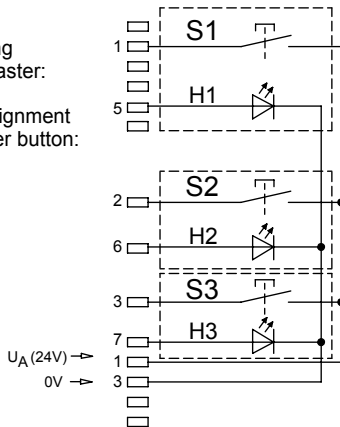 ng
aster:
ignment
er button:
S1
1
H1
5
S2
2
H2
6
S3
3
H3
7
U_A (24V)
1
0V
3